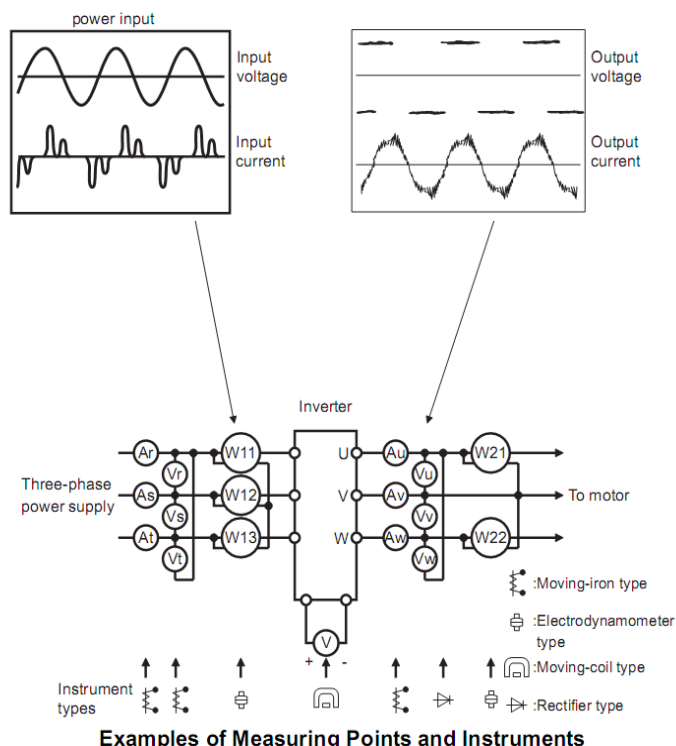 power input
Input
voltage
Input
current
Output
voltage
Output
current
Inverter
Ar
Vr
W11
U
Au
Vu
W21
Three-phase
power supply
As
Vs
W12
V
Av
Vv
To motor
At
Vt
W13
W
Aw
Vw
W22
:Moving-iron type
:Electrodynamometer
type
+ V -
:Moving-coil type
Instrument
types
:Rectifier type
Examples of Measuring Points and Instruments